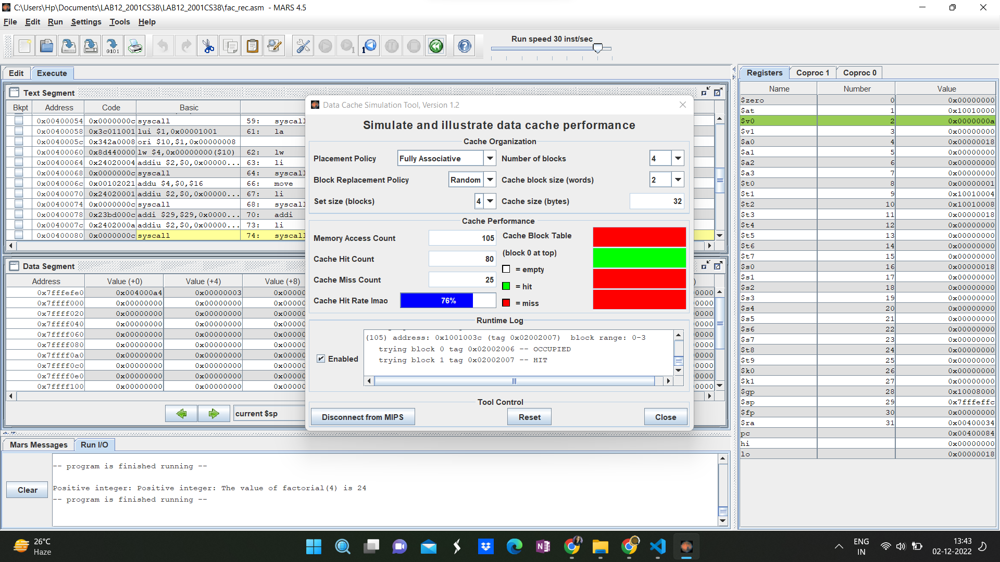 C:\Users\Hp\Documents\LAB12_2001CS38\LAB12_2001CS38\fac_rec.asm - MARS 4.5
File Edit Run Settings Tools Help
Run speed 30 inst/sec
Edit Execute
Text Segment
Bkpt Address Code Basic
0x00400054 0x0000000c syscall 59: syscall
0x00400058 0x3c011001 lui $1,0x00001001 61: la
0x0040005c 0x342a0008 ori $10,$1,0x00000008
0x00400060 0x8d440000 lw $4,0x00000000($10) 62: lw
0x00400064 0x24020004 addiu $2,$0,0x00000... 63: li
0x00400068 0x0000000c syscall 64: syscall
0x0040006c 0x00102021 addu $4,$0,$16 66: move
0x00400070 0x24020001 addiu $2,$0,0x00000... 67: li
0x00400074 0x0000000c syscall 68: syscall
0x00400078 0x23bd000c addi $29,$29,0x0000... 70: addi
0x0040007c 0x2402000a addiu $2,$0,0x00000... 73: li
0x00400080 0x0000000c syscall 74: syscall
Data Segment
Address Value (+0) Value (+4) Value (+8)
0x7fffefe0 0x004000a4 0x00000003 0x0000
0x7ffff000 0x00000000 0x00000000 0x0000
0x7ffff020 0x00000000 0x00000000 0x0000
0x7ffff040 0x00000000 0x00000000 0x0000
0x7ffff060 0x00000000 0x00000000 0x0000
0x7ffff080 0x00000000 0x00000000 0x0000
0x7ffff0a0 0x00000000 0x00000000 0x0000
0x7ffff0c0 0x00000000 0x00000000 0x0000
0x7ffff0e0 0x00000000 0x00000000 0x0000
0x7ffff100 0x00000000 0x00000000 0x0000
current $sp
Data Cache Simulation Tool, Version 1.2
Simulate and illustrate data cache performance
Cache Organization
Placement Policy Fully Associative Number of blocks 4
Block Replacement Policy Random Cache block size (words) 2
Set size (blocks) 4 Cache size (bytes) 32
Cache Performance
Memory Access Count 105 Cache Block Table
(block 0 at top)
Cache Hit Count 80
= empty
Cache Miss Count 25
= hit
Cache Hit Rate lmao 76%
= miss
Runtime Log
Enabled
(105) address: 0x1001003c (tag 0x02002007) block range: 0-3
trying block 0 tag 0x02002006 -- OCCUPIED
trying block 1 tag 0x02002007 -- HIT
Tool Control
Disconnect from MIPS Reset Close
Registers Coproc 1 Coproc 0
Name Number Value
$zero 0 0x00000000
$at 1 0x10010000
$v0 2 0x0000000a
$v1 3 0x00000000
$a0 4 0x00000018
$a1 5 0x00000000
$a2 6 0x00000000
$a3 7 0x00000000
$t0 8 0x00000001
$t1 9 0x10010004
$t2 10 0x10010008
$t3 11 0x00000018
$t4 12 0x00000000
$t5 13 0x00000000
$t6 14 0x00000000
$t7 15 0x00000000
$s0 16 0x00000018
$s1 17 0x00000000
$s2 18 0x00000000
$s3 19 0x00000000
$s4 20 0x00000000
$s5 21 0x00000000
$s6 22 0x00000000
$s7 23 0x00000000
$t8 24 0x00000000
$t9 25 0x00000000
$k0 26 0x00000000
$k1 27 0x00000000
$gp 28 0x10008000
$sp 29 0x7fffeffc
$fp 30 0x00000000
$ra 31 0x00400034
pc 0x00400084
hi 0x00000000
lo 0x00000018
Mars Messages Run I/O
Clear
-- program is finished running --
Positive integer: Positive integer: The value of factorial(4) is 24
-- program is finished running --
26°C
Haze
ENG
IN
13:43
02-12-2022